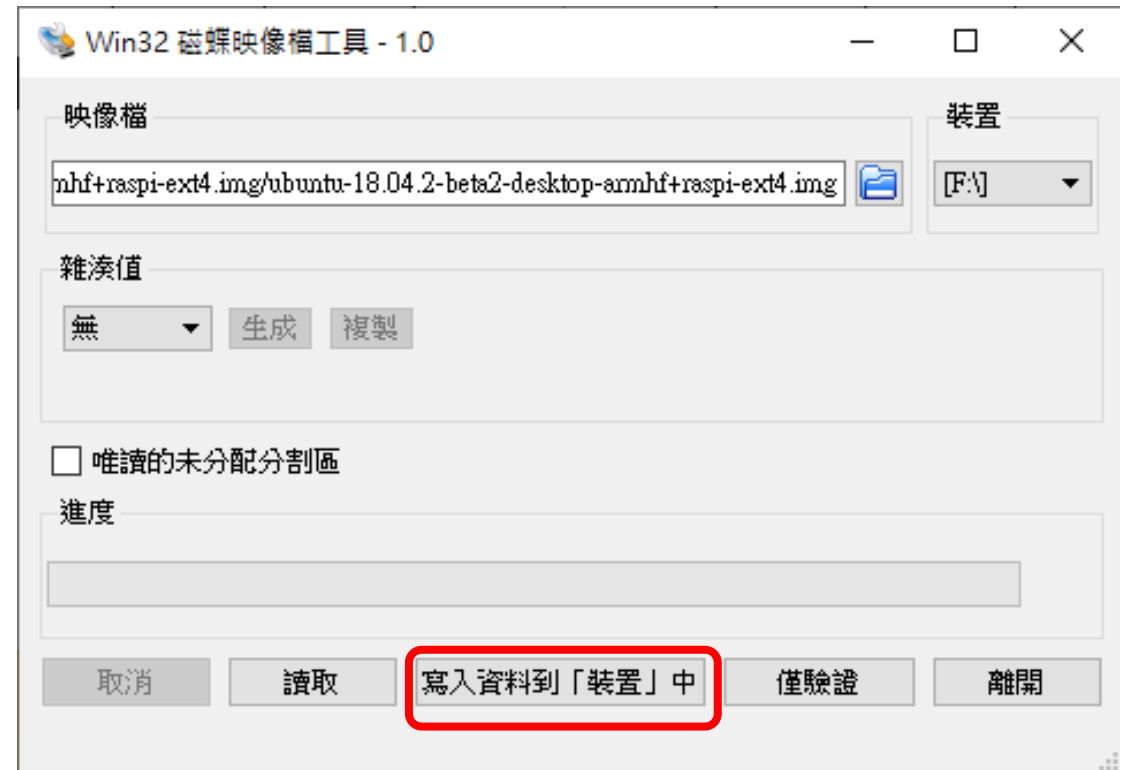 Win32 磁蝶映像檔工具 - 1.0
映像檔
裝置
mhf+raspi-ext4.img/ubuntu-18.04.2-beta2-desktop-armhf+raspi-ext4.img
[F:\]
雜湊值
無
生成
複製
唯讀的未分配分割區
進度
取消
讀取
寫入資料到「裝置」中
僅驗證
離開